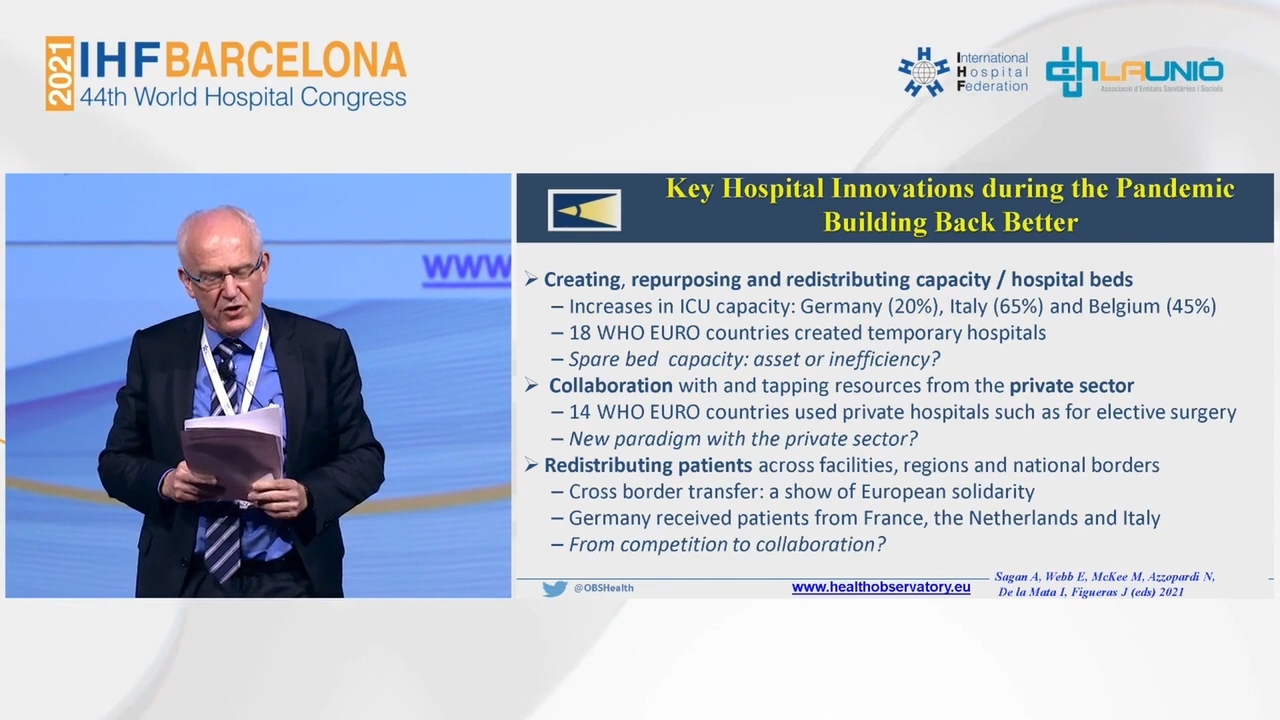 2021
IHF BARCELONA
44th World Hospital Congress
International
Hospital
Federation
LAUNIÓ
Associació d'Entitats Sanitàries i Socials
www
Key Hospital Innovations during the Pandemic
Building Back Better
➢ Creating, repurposing and redistributing capacity / hospital beds
– Increases in ICU capacity: Germany (20%), Italy (65%) and Belgium (45%)
– 18 WHO EURO countries created temporary hospitals
– Spare bed capacity: asset or inefficiency?
➢ Collaboration with and tapping resources from the private sector
– 14 WHO EURO countries used private hospitals such as for elective surgery
– New paradigm with the private sector?
➢ Redistributing patients across facilities, regions and national borders
– Cross border transfer: a show of European solidarity
– Germany received patients from France, the Netherlands and Italy
– From competition to collaboration?
@OBSHealth
www.healthobservatory.eu
Sagan A, Webb E, McKee M, Azzopardi N,
De la Mata I, Figueras J (eds) 2021